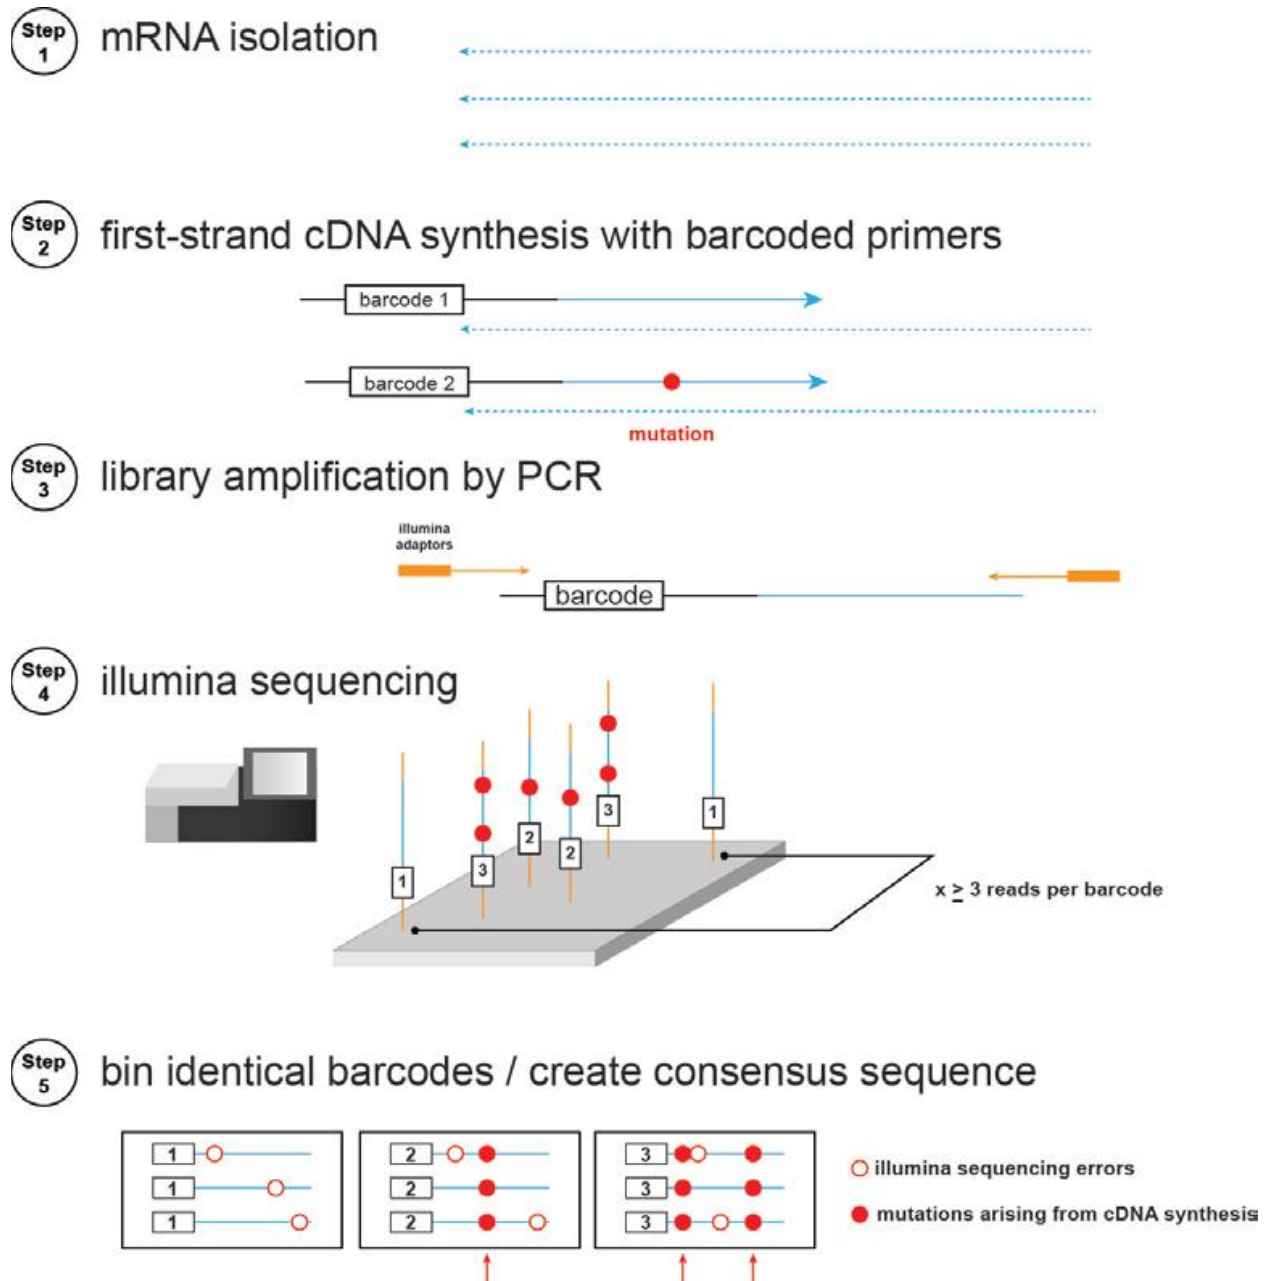 Step 1
mRNA isolation
Step 2
first-strand cDNA synthesis with barcoded primers
barcode 1
barcode 2
mutation
Step 3
library amplification by PCR
illumina
adaptors
barcode
Step 4
illumina sequencing
1
3
2
2
3
1
x ≥ 3 reads per barcode
Step 5
bin identical barcodes / create consensus sequence
1
1
1
2
2
2
3
3
3
illumina sequencing errors
mutations arising from cDNA synthesis